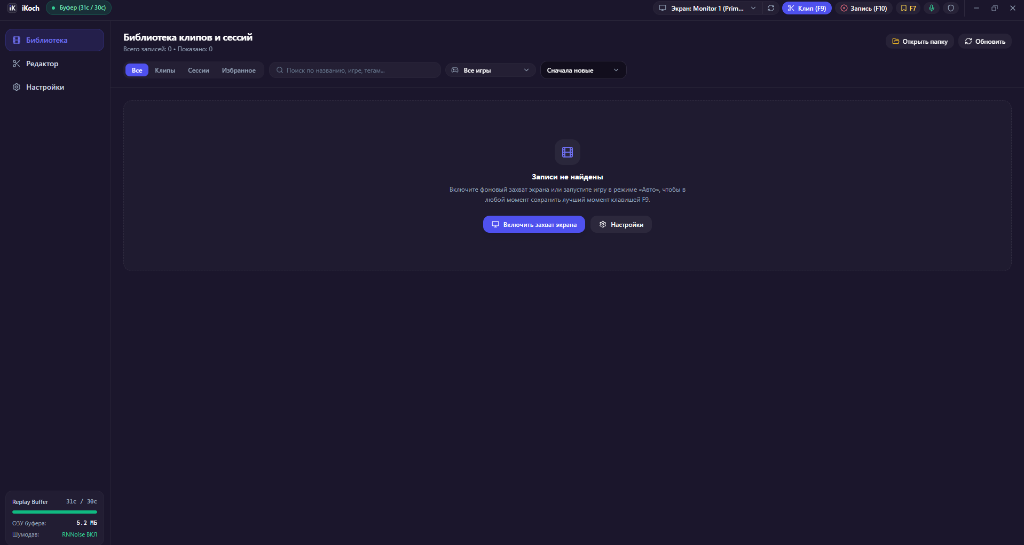 iK iKoch Буфер (31с / 30с) Экран: Monitor 1 (Prim... Клип (F9) Запись (F10) F7
Библиотека
Редактор
Настройки
Библиотека клипов и сессий
Всего записей: 0 • Показано: 0
Открыть папку Обновить
Все Клипы Сессии Избранное Поиск по названию, игре, тегам... Все игры Сначала новые
Записи не найдены
Включите фоновый захват экрана или запустите игру в режиме «Авто», чтобы в
любой момент сохранить лучший момент клавишей F9.
Включить захват экрана Настройки
Replay Buffer 31с / 30с
ОЗУ буфера: 5.2 МБ
Шумодав: RNNoise ВКЛ